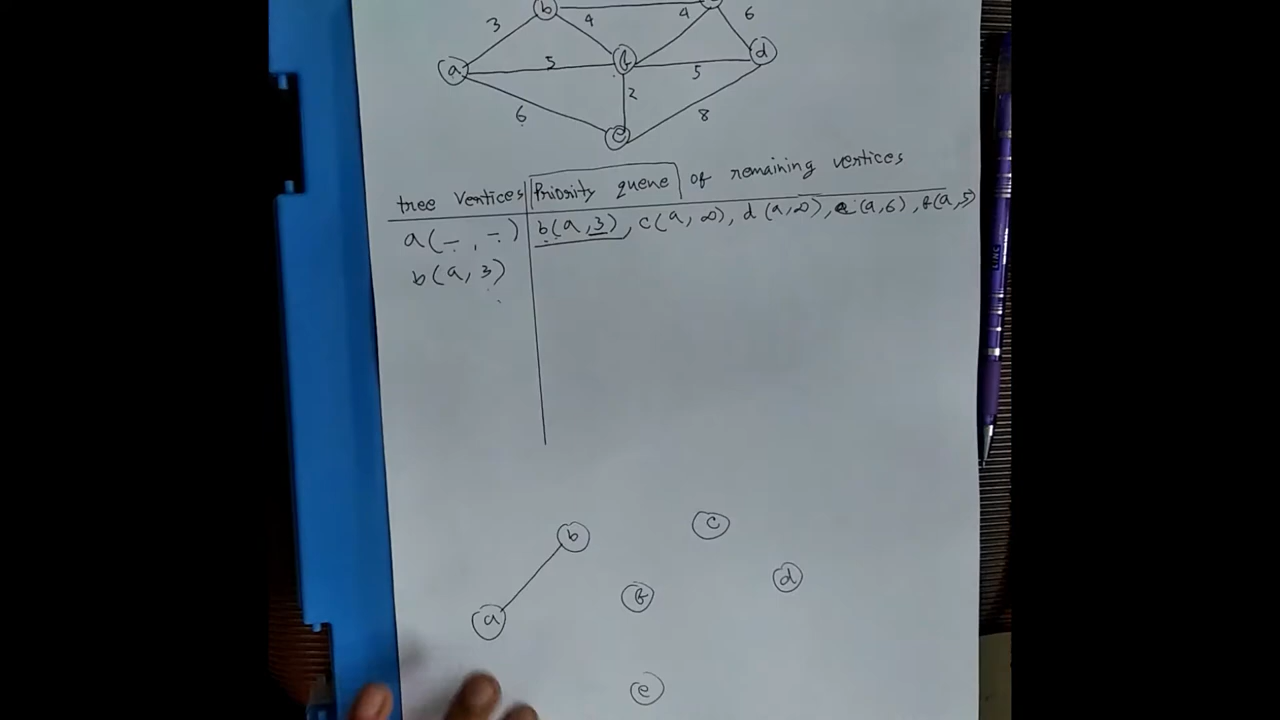 b
3
4
4
6
a
5
f
5
d
2
6
e
8
tree vertices Priority queue of remaining vertices
a(-, -) b(a, 3), c(a, ∞), d(a, ∞), e(a, 6), f(a, 5)
b(a, 3)
b
c
d
f
a
e
LINC